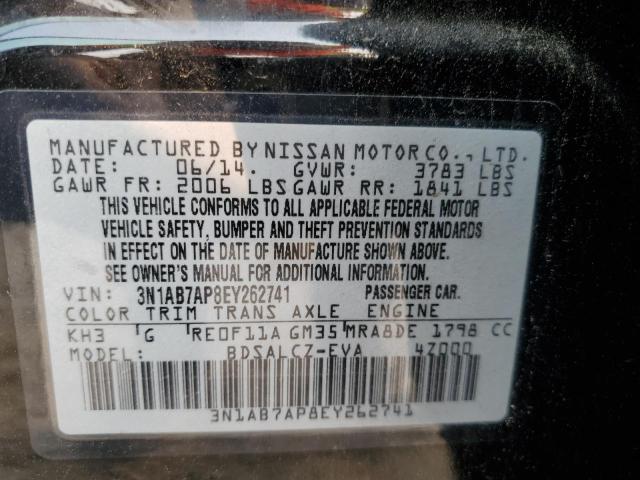 MANUFACTURED BY NISSAN MOTOR CO., LTD.
DATE: 06/14. GVWR: 3783 LBS
GAWR FR: 2006 LBS GAWR RR: 1841 LBS
THIS VEHICLE CONFORMS TO ALL APPLICABLE FEDERAL MOTOR
VEHICLE SAFETY, BUMPER AND THEFT PREVENTION STANDARDS
IN EFFECT ON THE DATE OF MANUFACTURE SHOWN ABOVE.
SEE OWNER'S MANUAL FOR ADDITIONAL INFORMATION.
VIN: 3N1AB7AP8EY262741 PASSENGER CAR.
COLOR TRIM TRANS AXLE ENGINE
KH3 G RE0F11A GM35 MRA8DE 1798 CC
MODEL: BDSALCZ-EVA 4Z000
3N1AB7AP8EY262741